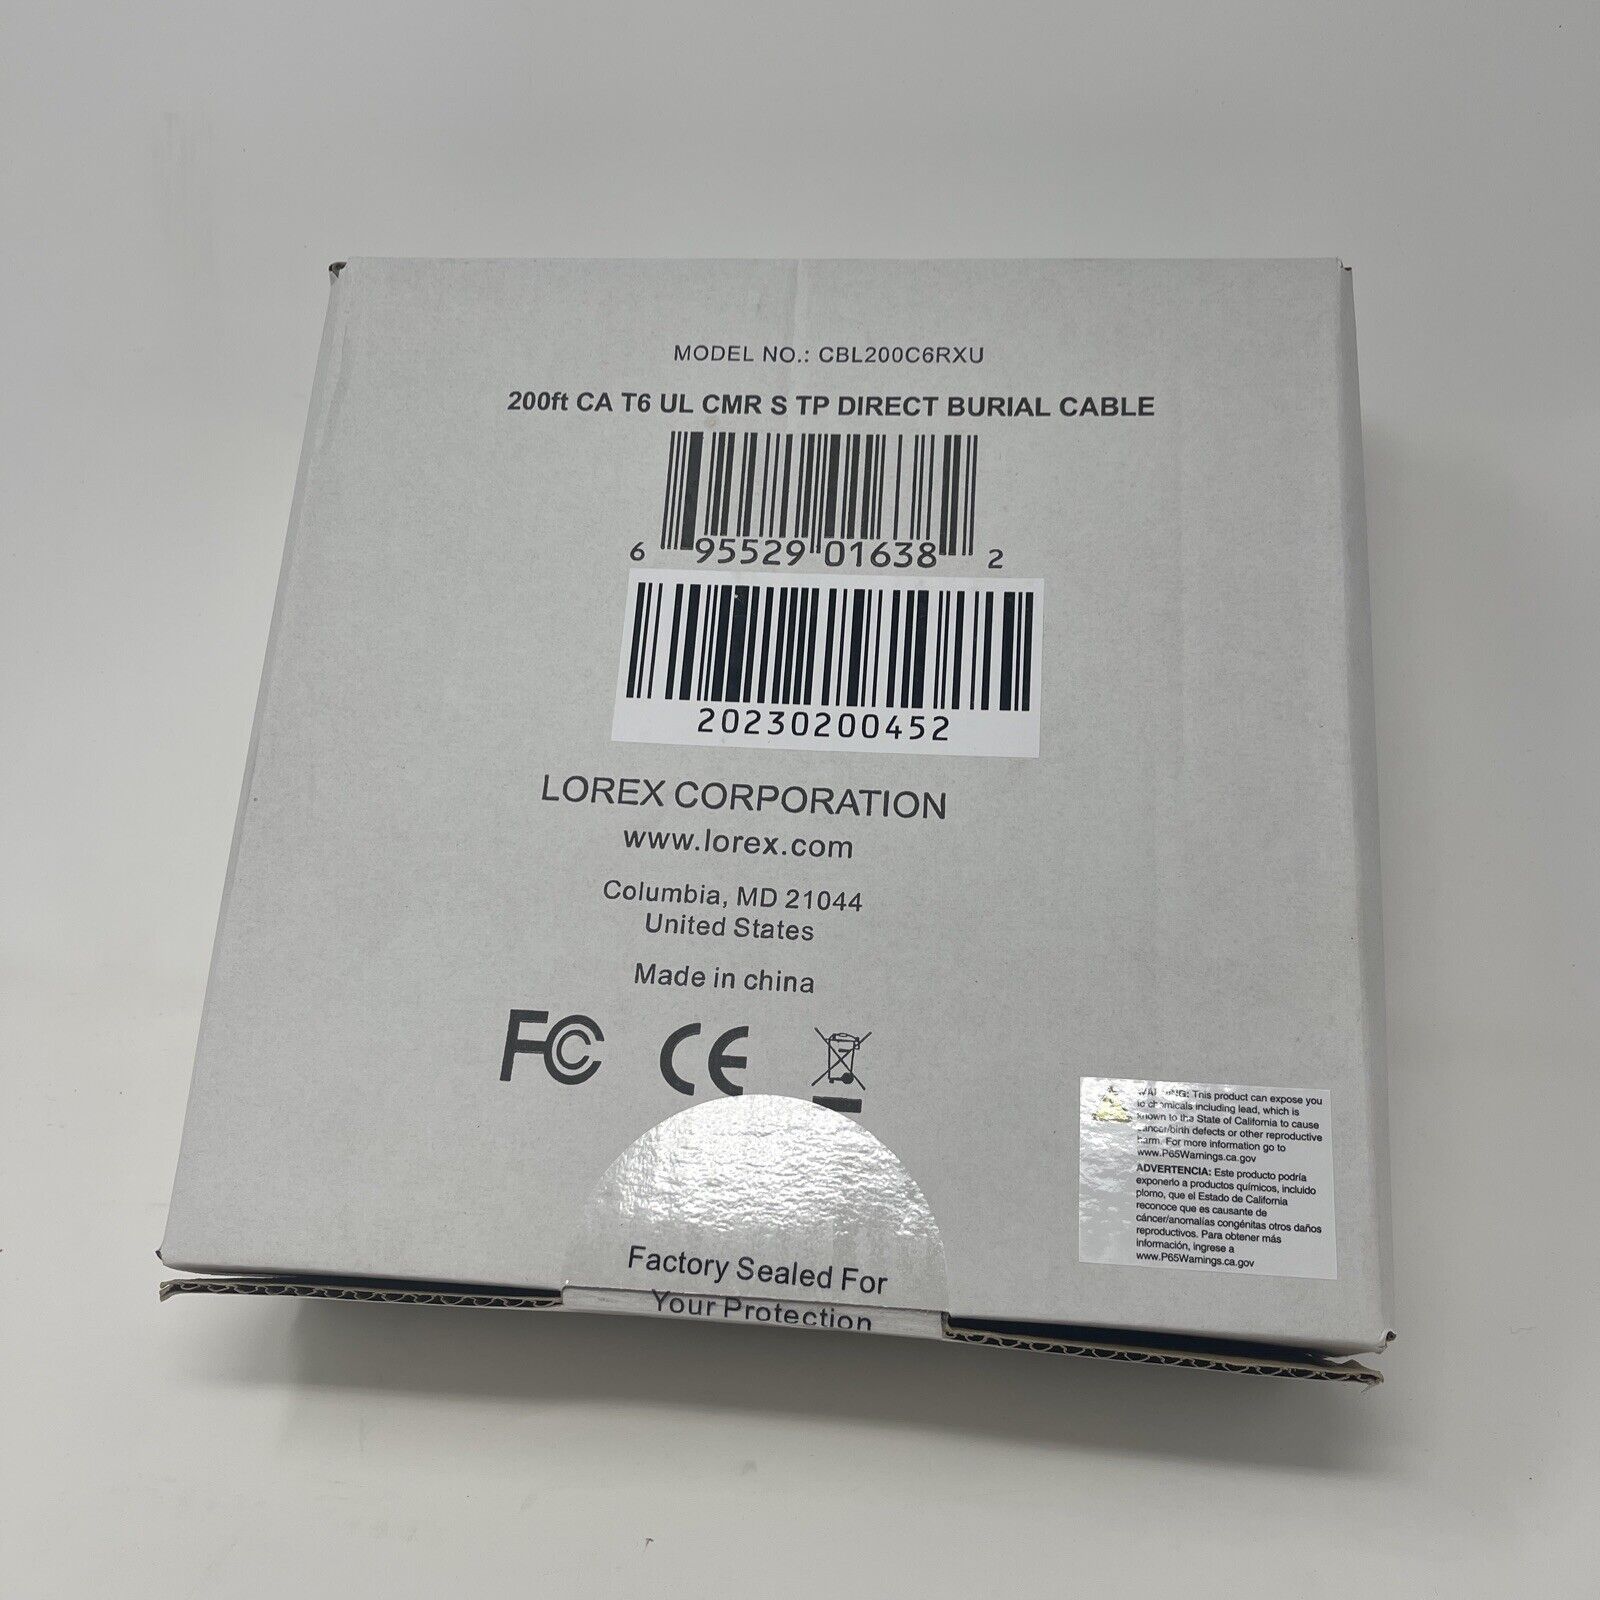 MODEL NO.: CBL200C6RXU
200ft CA T6 UL CMR S TP DIRECT BURIAL CABLE
6 95529 01638 2
20230200452
LOREX CORPORATION
www.lorex.com
Columbia, MD 21044
United States
Made in china
FC CE
Factory Sealed For
Your Protection
WARNING: This product can expose you
to chemicals including lead, which is
known to the State of California to cause
cancer/birth defects or other reproductive
harm. For more information go to
www.P65Warnings.ca.gov
ADVERTENCIA: Este producto podría
exponerlo a productos químicos, incluido
plomo, que el Estado de California
reconoce que es causante de
cáncer/anomalías congénitas otros daños
reproductivos. Para obtener más
información, ingrese a
www.P65Warnings.ca.gov